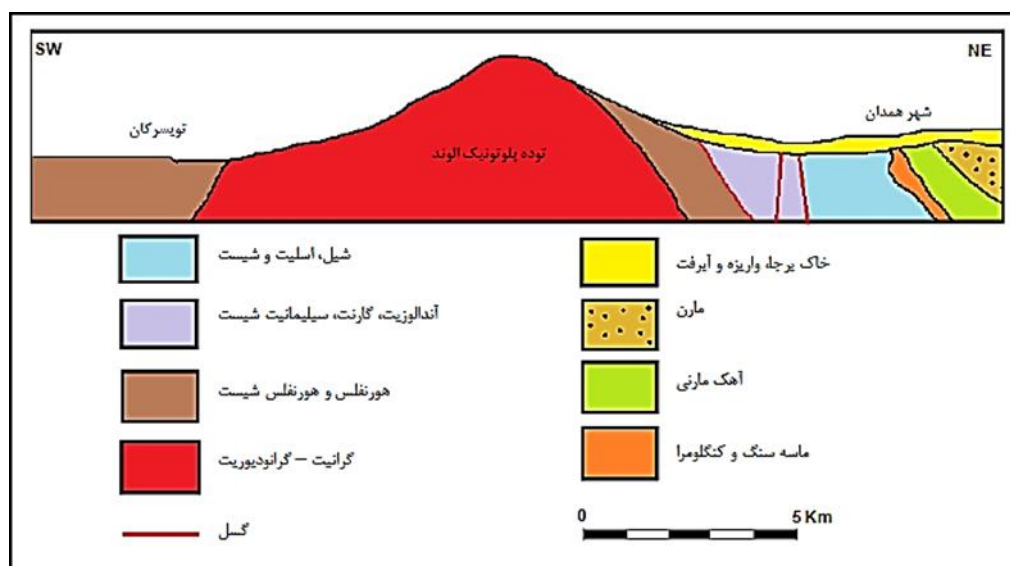 SW
NE
تویسرکان
شهر همدان
توده پلوتونیک الوند
شیل، اسلیت و شیست
آندالوزیت، گارنت، سیلیمانیت شیست
هورنفلس و هورنفلس شیست
گرانیت – گرانودیوریت
گسل
خاک برجا، واریزه و آبرفت
مارن
آهک مارنی
ماسه سنگ و کنگلومرا
0
5 Km